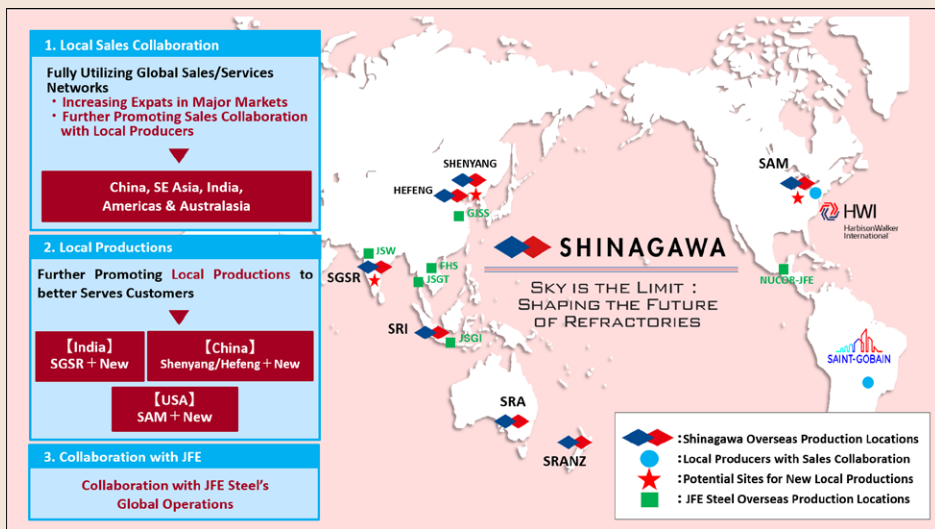 1. Local Sales Collaboration
Fully Utilizing Global Sales/Services
Networks
・Increasing Expats in Major Markets
・Further Promoting Sales Collaboration
with Local Producers
China, SE Asia, India,
Americas & Australasia
2. Local Productions
Further Promoting Local Productions to
better Serves Customers
【India】
SGSR＋New
【China】
Shenyang/Hefeng＋New
【USA】
SAM＋New
3. Collaboration with JFE
Collaboration with JFE Steel's
Global Operations
SHENYANG
HEFENG
GJSS
JSW
SGSR
FHS
JSGT
SRI
JSGI
SRA
SRANZ
SHINAGAWA
SKY IS THE LIMIT :
SHAPING THE FUTURE
OF REFRACTORIES
SAM
HWI
HarbisonWalker
International
NUCOR-JFE
SAINT-GOBAIN
:Shinagawa Overseas Production Locations
:Local Producers with Sales Collaboration
:Potential Sites for New Local Productions
: JFE Steel Overseas Production Locations